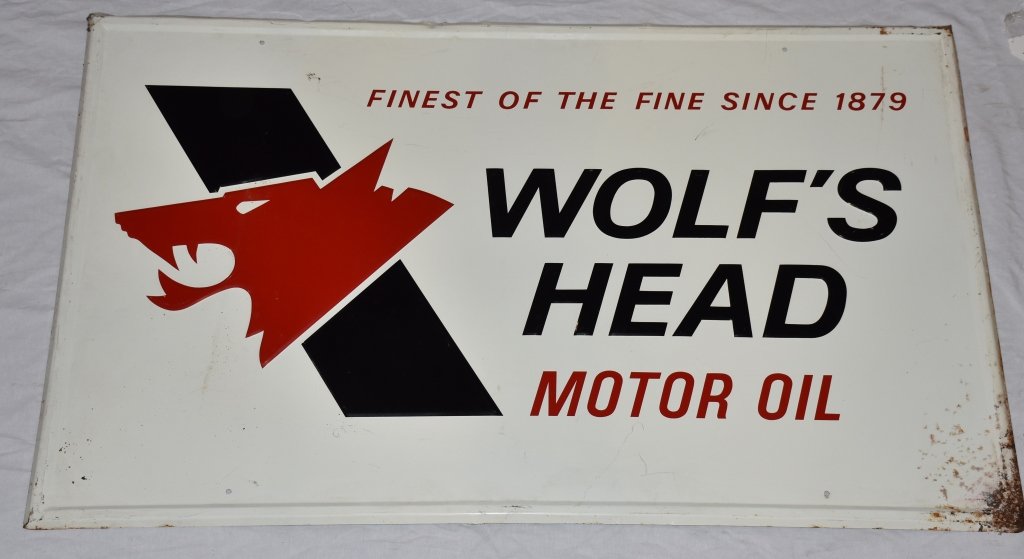 FINEST OF THE FINE SINCE 1879
WOLF'S
HEAD
MOTOR OIL